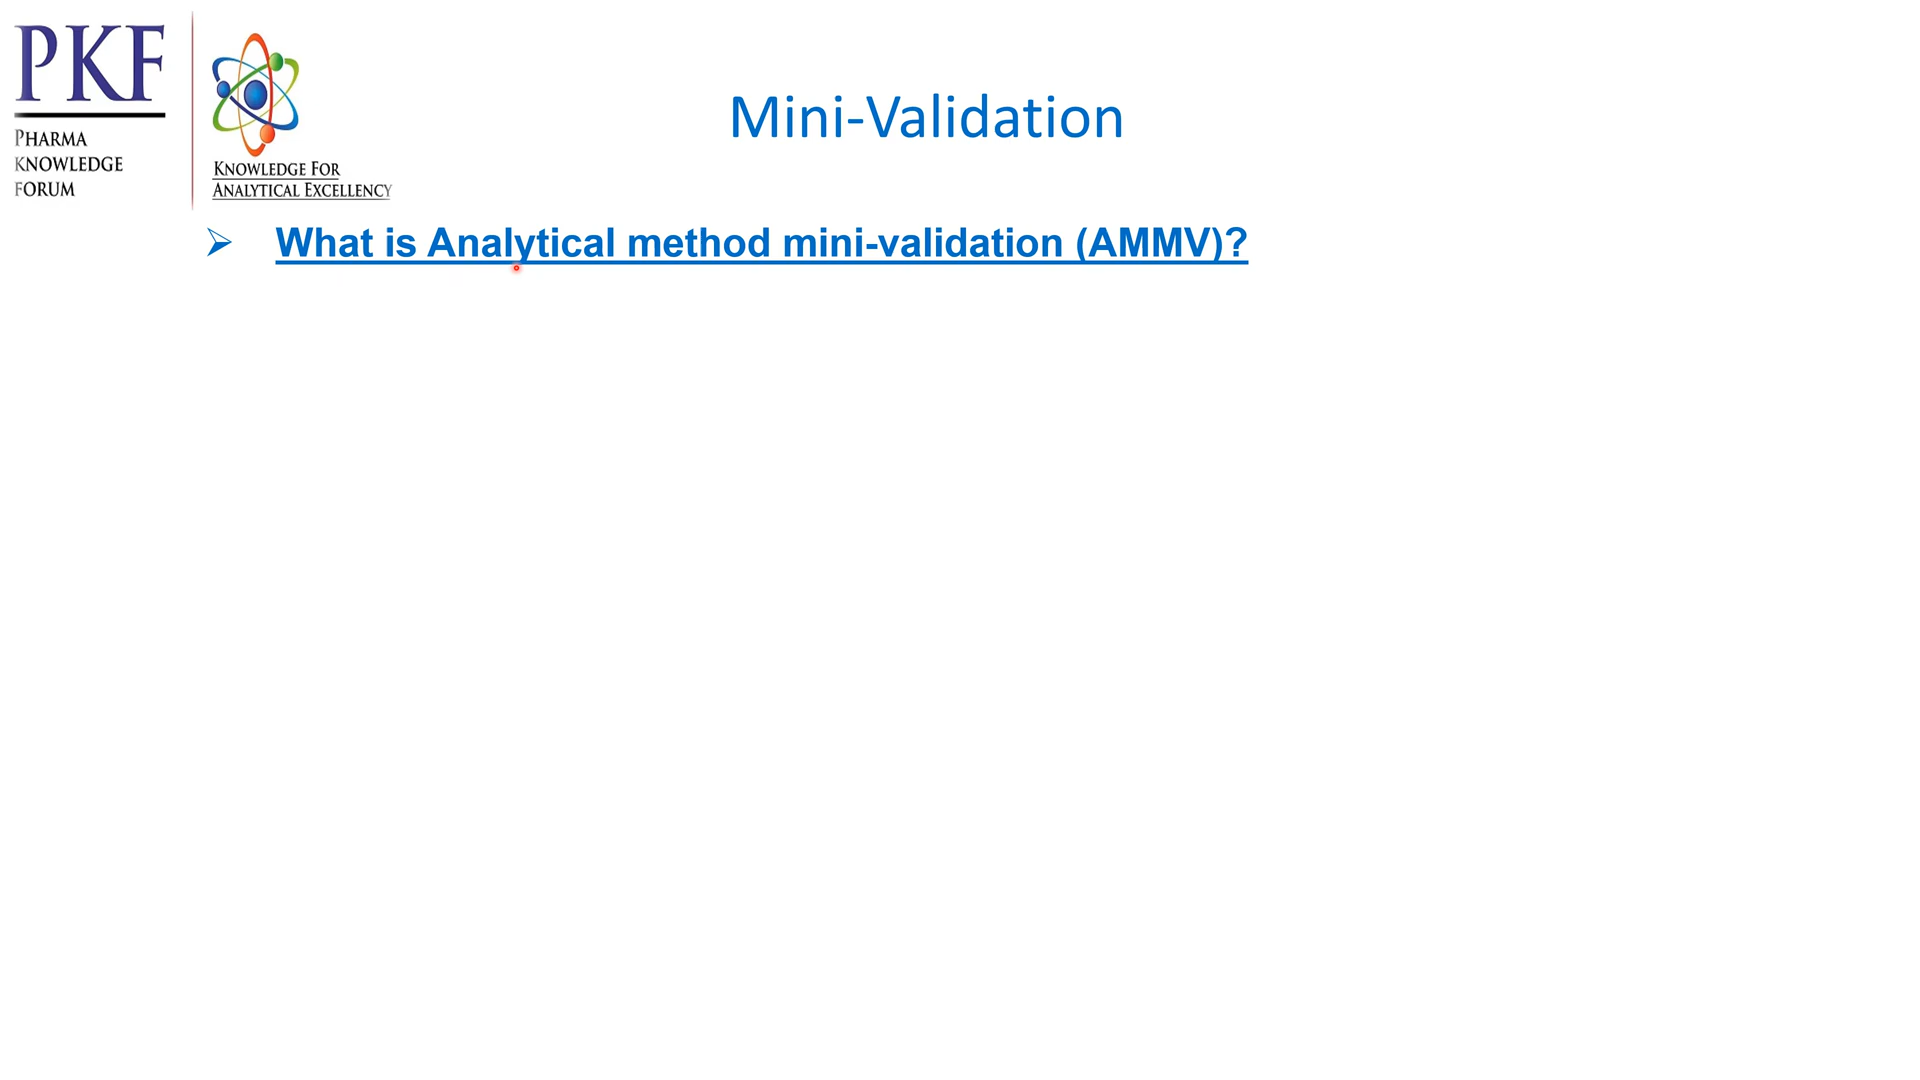 PKF
PHARMA
KNOWLEDGE
FORUM
KNOWLEDGE FOR
ANALYTICAL EXCELLENCY
Mini-Validation
What is Analytical method mini-validation (AMMV)?